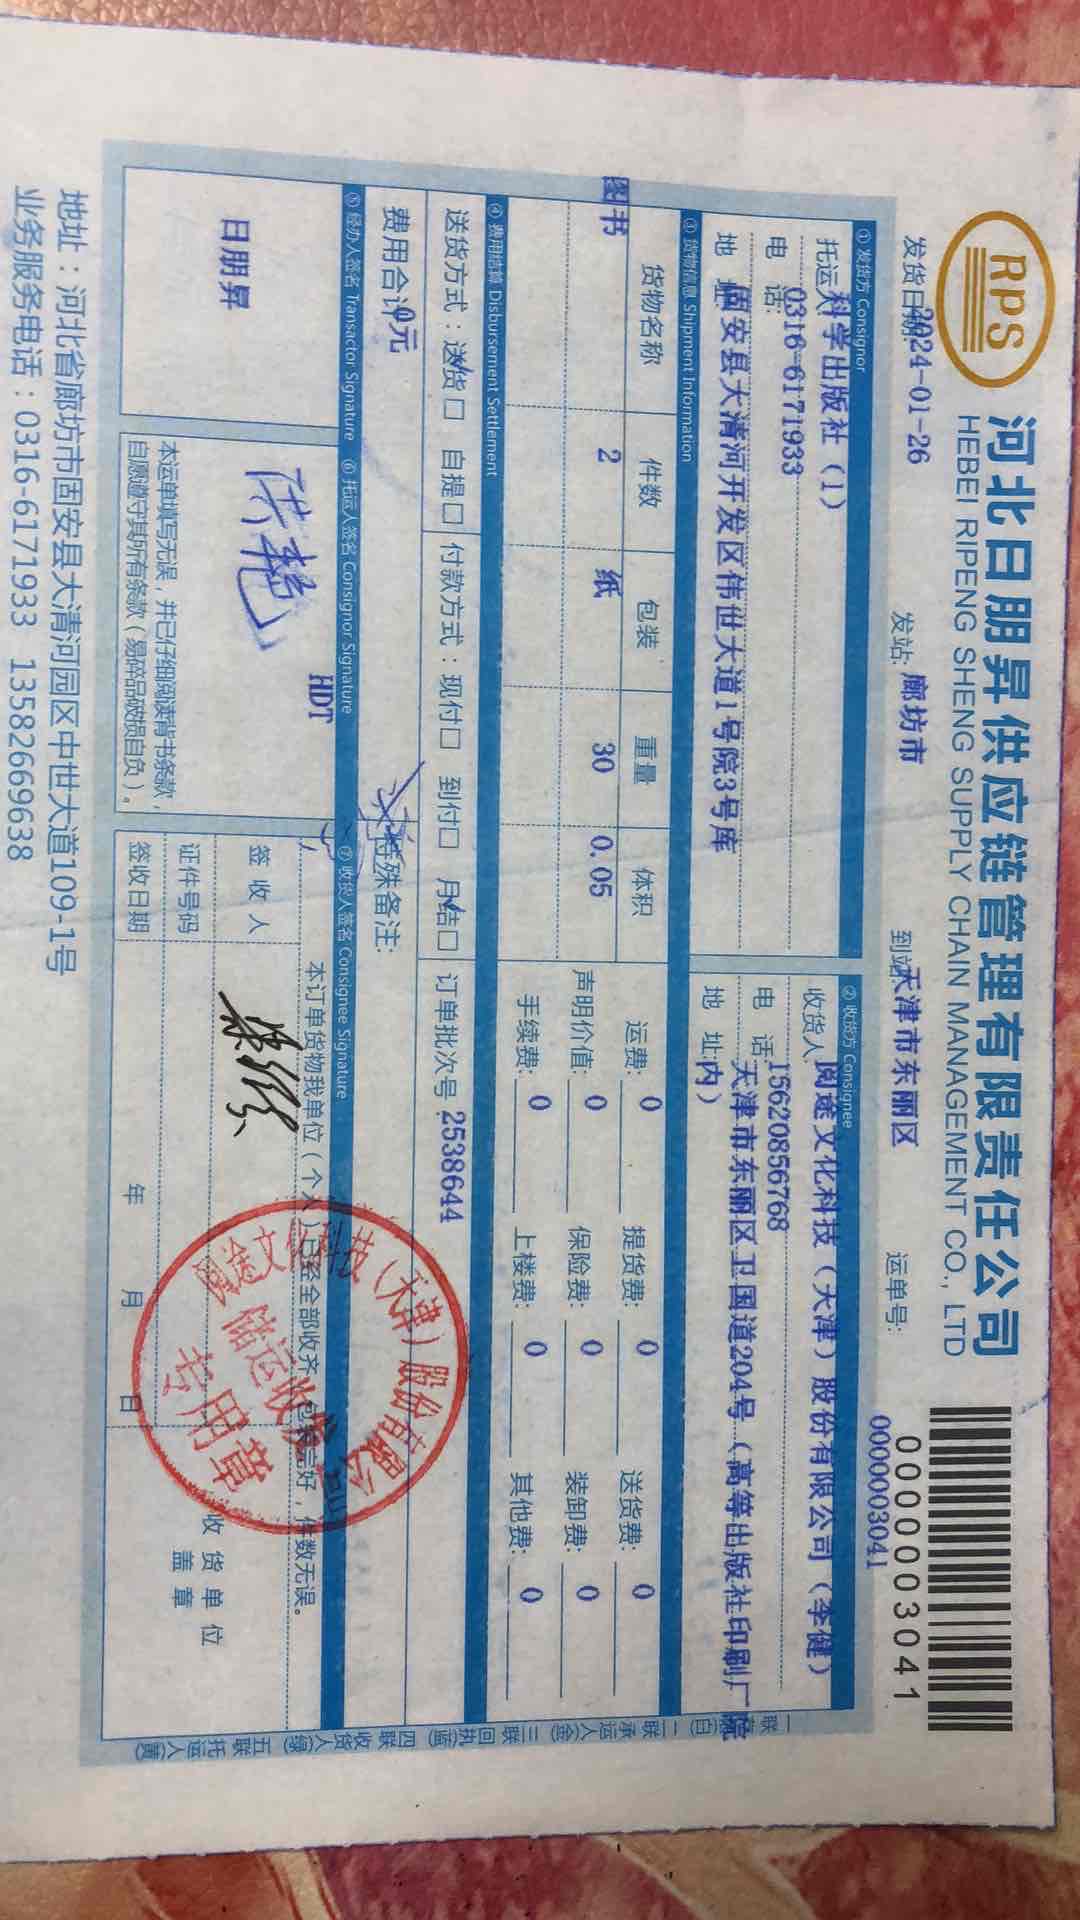 RPS
河北日朋昇供应链管理有限责任公司
HEBEI RIPENG SHENG SUPPLY CHAIN MANAGEMENT CO., LTD
0000003041
发货日期: 2024-01-26 发站: 廊坊市 到站: 天津市东丽区 运单号: 0000003041
① 发货方 Consignor
托运人: 科学出版社（1）
电 话: 0316-6171933
地 址: 固安县大清河开发区伟世大道1号院3号库
② 收货方 Consignee
收货人: 阅途文化科技（天津）股份有限公司（李健）
电 话: 15620856768
地 址: 天津市东丽区卫国道204号（高等出版社印刷厂院
内）
③ 货物信息 Shipment Information
货物名称 件数 包装 重量 体积
图书 2 纸 30 0.05
运费: 0 提货费: 0 送货费: 0
声明价值: 0 保险费: 0 装卸费: 0
手续费: 0 上楼费: 0 其他费: 0
④ 费用结算 Disbursement Settlement
送货方式：送货☐ 自提☐ 付款方式：现付☐ 到付☐ 月结☐ 订单批次号 2538644
费用合计: 0元 特殊备注:
⑤ 经办人签名 Transactor Signature
⑥ 托运人签名 Consignor Signature
⑦ 收货人签名 Consignee Signature
日朋昇
HDT
洪艳
本运单填写无误，并已仔细阅读背书条款，
自愿遵守其所有条款（易碎品破损自负）。
本订单货物我单位（个人）已经全部收齐，包装完好，件数无误。
签收人
证件号码
签收日期 年 月 日
收货单位
盖章
阅途文化科技（天津）股份有限公司
储运收发
专用章
一联
二联承运人(金)
三联回执(蓝)
四联收货人(绿)
五联托运人(黄)
地址：河北省廊坊市固安县大清河园区中世大道109-1号
业务服务电话：0316-6171933 13582669638